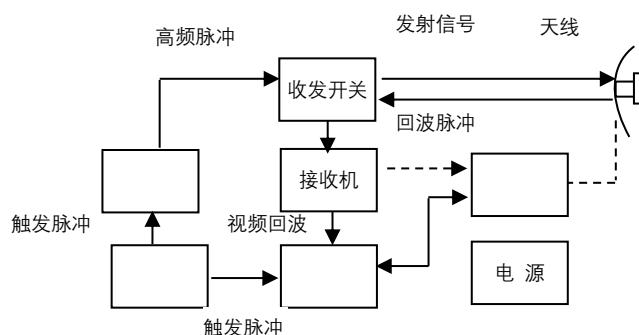 发射信号
天线
高频脉冲
收发开关
回波脉冲
接收机
触发脉冲
视频回波
电 源
触发脉冲